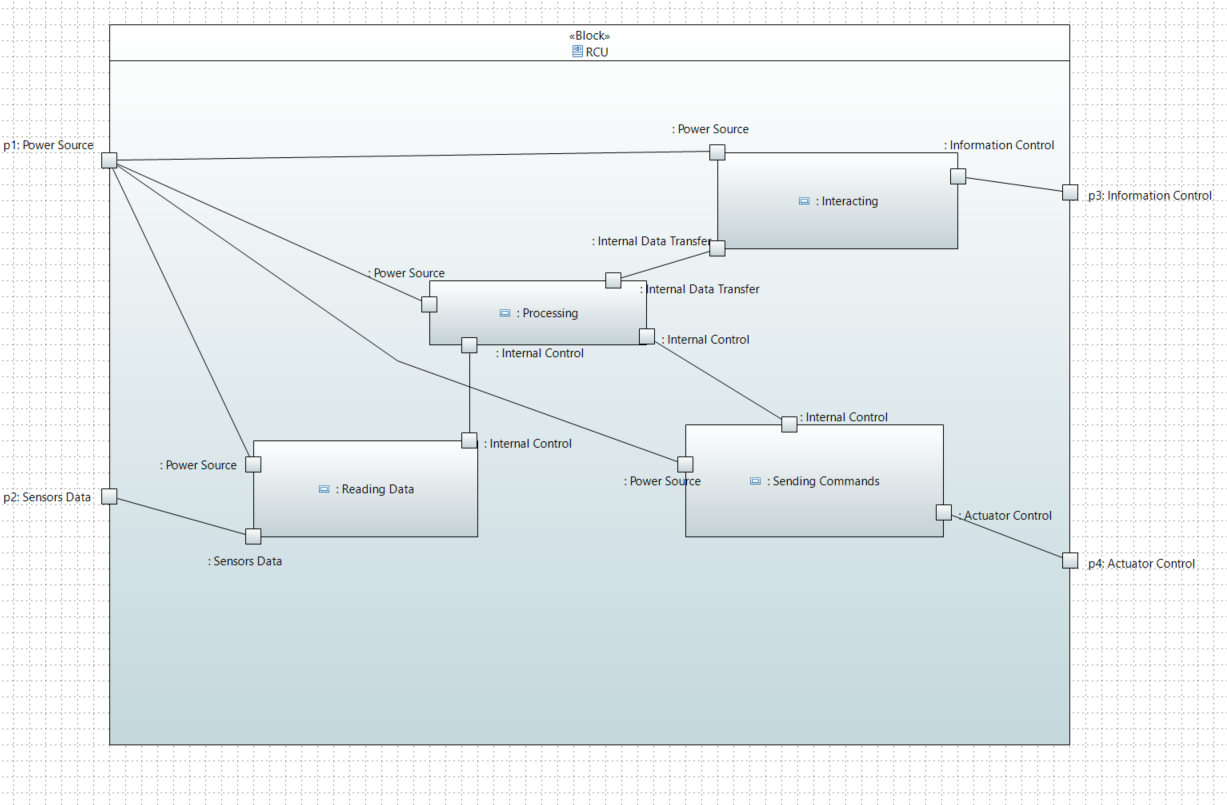 «Block»
RCU
: Power Source
p1: Power Source
: Information Control
p3: Information Control
: Interacting
: Internal Data Transfer
: Power Source
: Internal Data Transfer
: Processing
: Internal Control
: Internal Control
: Internal Control
: Internal Control
: Power Source
: Reading Data
: Power Source
: Sending Commands
p2: Sensors Data
: Actuator Control
: Sensors Data
p4: Actuator Control